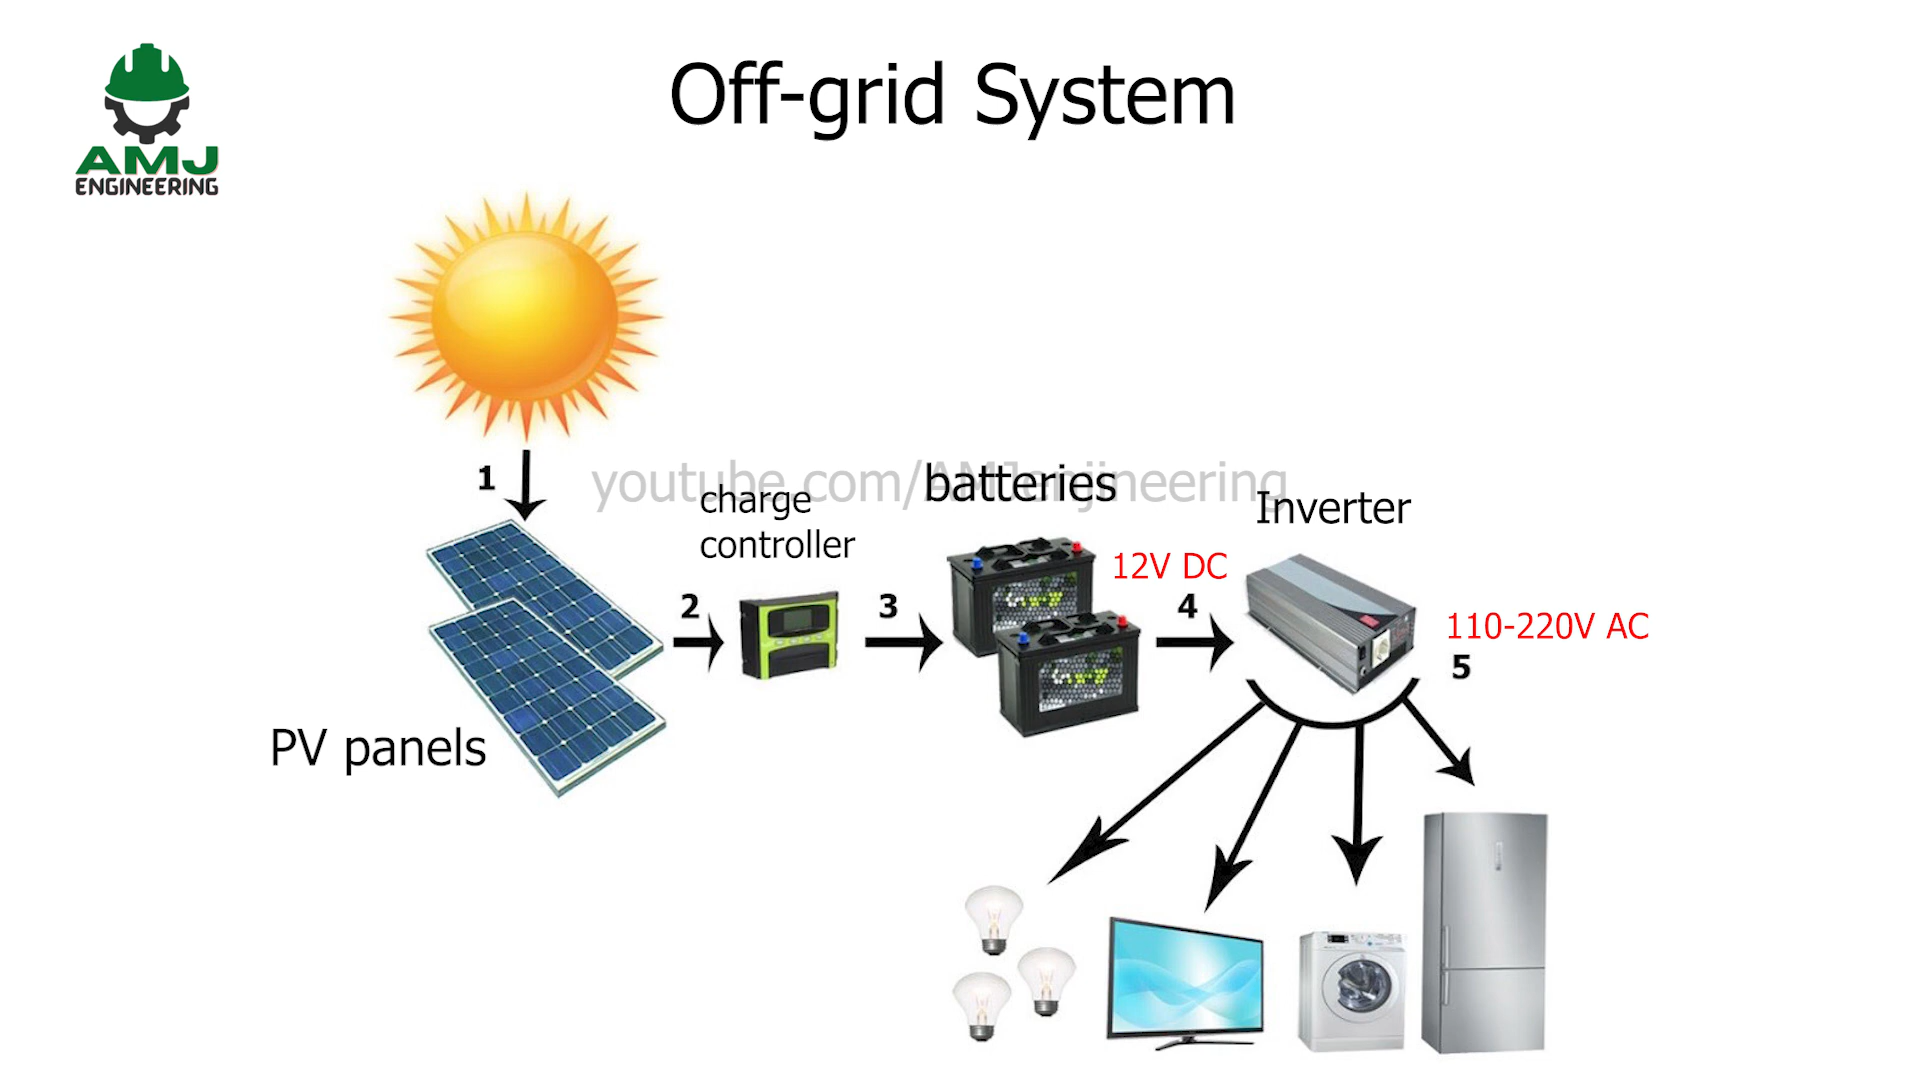 Off-grid System
AMJ
ENGINEERING
1
youtube.com/AMJenjineering
batteries
charge
controller
Inverter
12V DC
2
3
4
110-220V AC
5
PV panels